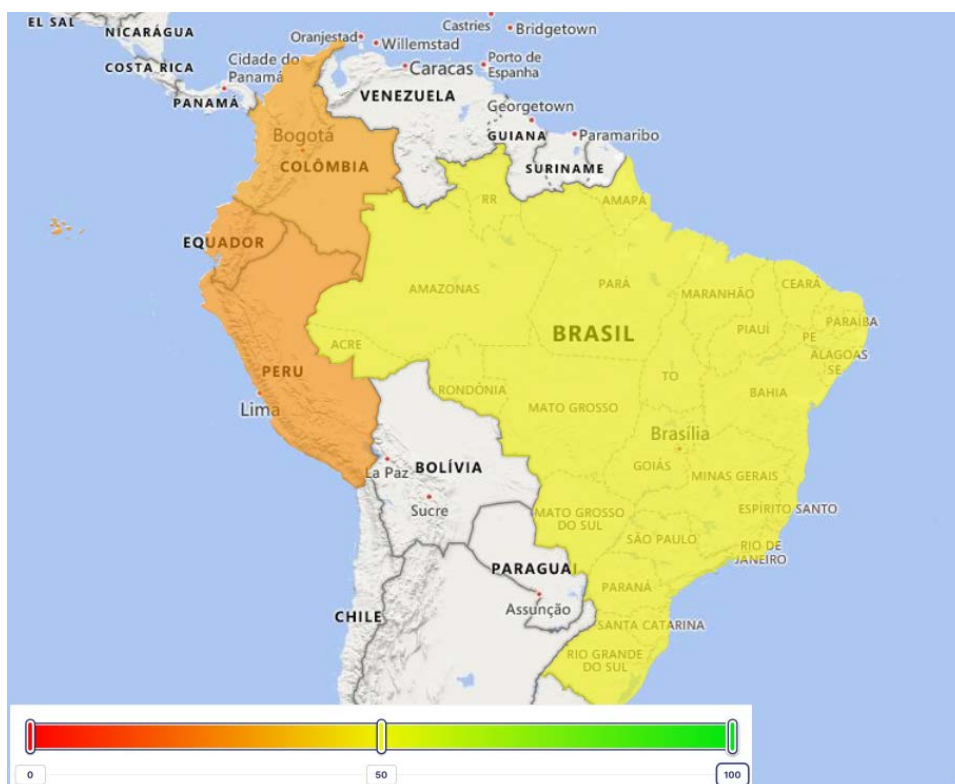 EL SAL
NICARÁGUA
COSTA RICA
PANAMÁ
Cidade do
Panamá
Oranjestad
Willemstad
Castries
Bridgetown
Caracas
Porto de
Espanha
VENEZUELA
Georgetown
GUIANA
Paramaribo
SURINAME
Bogotá
COLÔMBIA
EQUADOR
RR
AMAPÁ
AMAZONAS
PARÁ
MARANHÃO
CEARÁ
PIAUÍ
PARAÍBA
PE
ALAGOAS
SE
BRASIL
ACRE
PERU
Lima
RONDÔNIA
TO
BAHIA
MATO GROSSO
Brasília
GOIÁS
MINAS GERAIS
La Paz
BOLÍVIA
Sucre
MATO GROSSO
DO SUL
ESPÍRITO SANTO
SÃO PAULO
RIO DE
JANEIRO
PARAGUAI
Assunção
PARANÁ
CHILE
SANTA CATARINA
RIO GRANDE
DO SUL
0
50
100